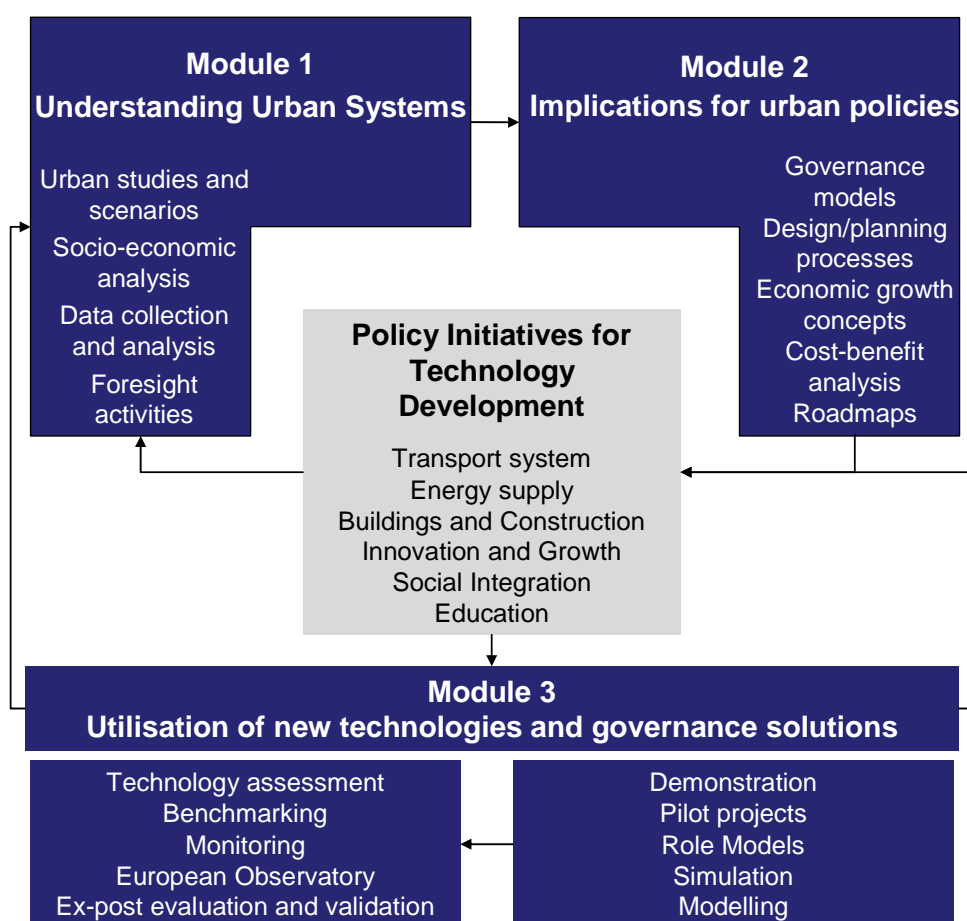 Module 1
Understanding Urban Systems
Urban studies and
scenarios
Socio-economic
analysis
Data collection
and analysis
Foresight
activities
Module 2
Implications for urban policies
Governance
models
Design/planning
processes
Economic growth
concepts
Cost-benefit
analysis
Roadmaps
Policy Initiatives for
Technology
Development
Transport system
Energy supply
Buildings and Construction
Innovation and Growth
Social Integration
Education
Module 3
Utilisation of new technologies and governance solutions
Technology assessment
Benchmarking
Monitoring
European Observatory
Ex-post evaluation and validation
Demonstration
Pilot projects
Role Models
Simulation
Modelling